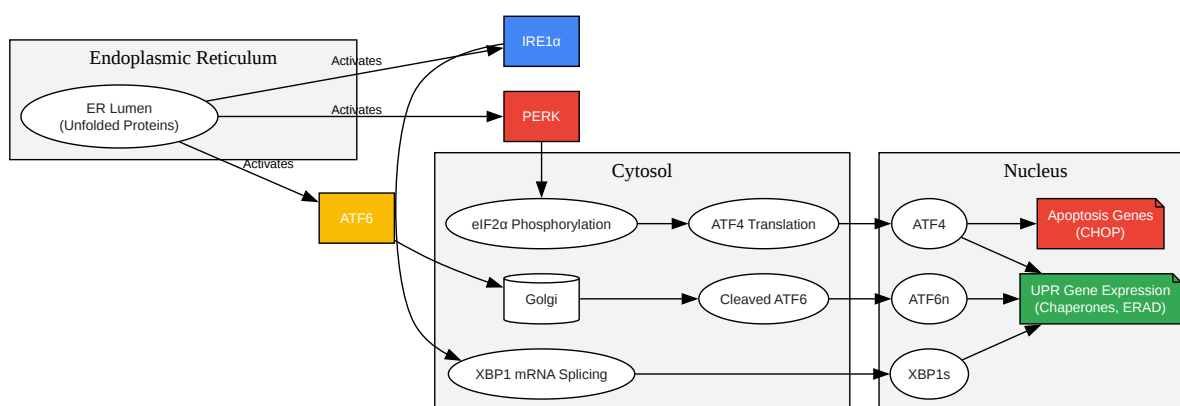 IRE1α
Endoplasmic Reticulum
Activates
ER Lumen
(Unfolded Proteins)
Activates
PERK
Activates
ATF6
Cytosol
Nucleus
eIF2α Phosphorylation
ATF4 Translation
ATF4
Apoptosis Genes
(CHOP)
Golgi
Cleaved ATF6
ATF6n
UPR Gene Expression
(Chaperones, ERAD)
XBP1 mRNA Splicing
XBP1s